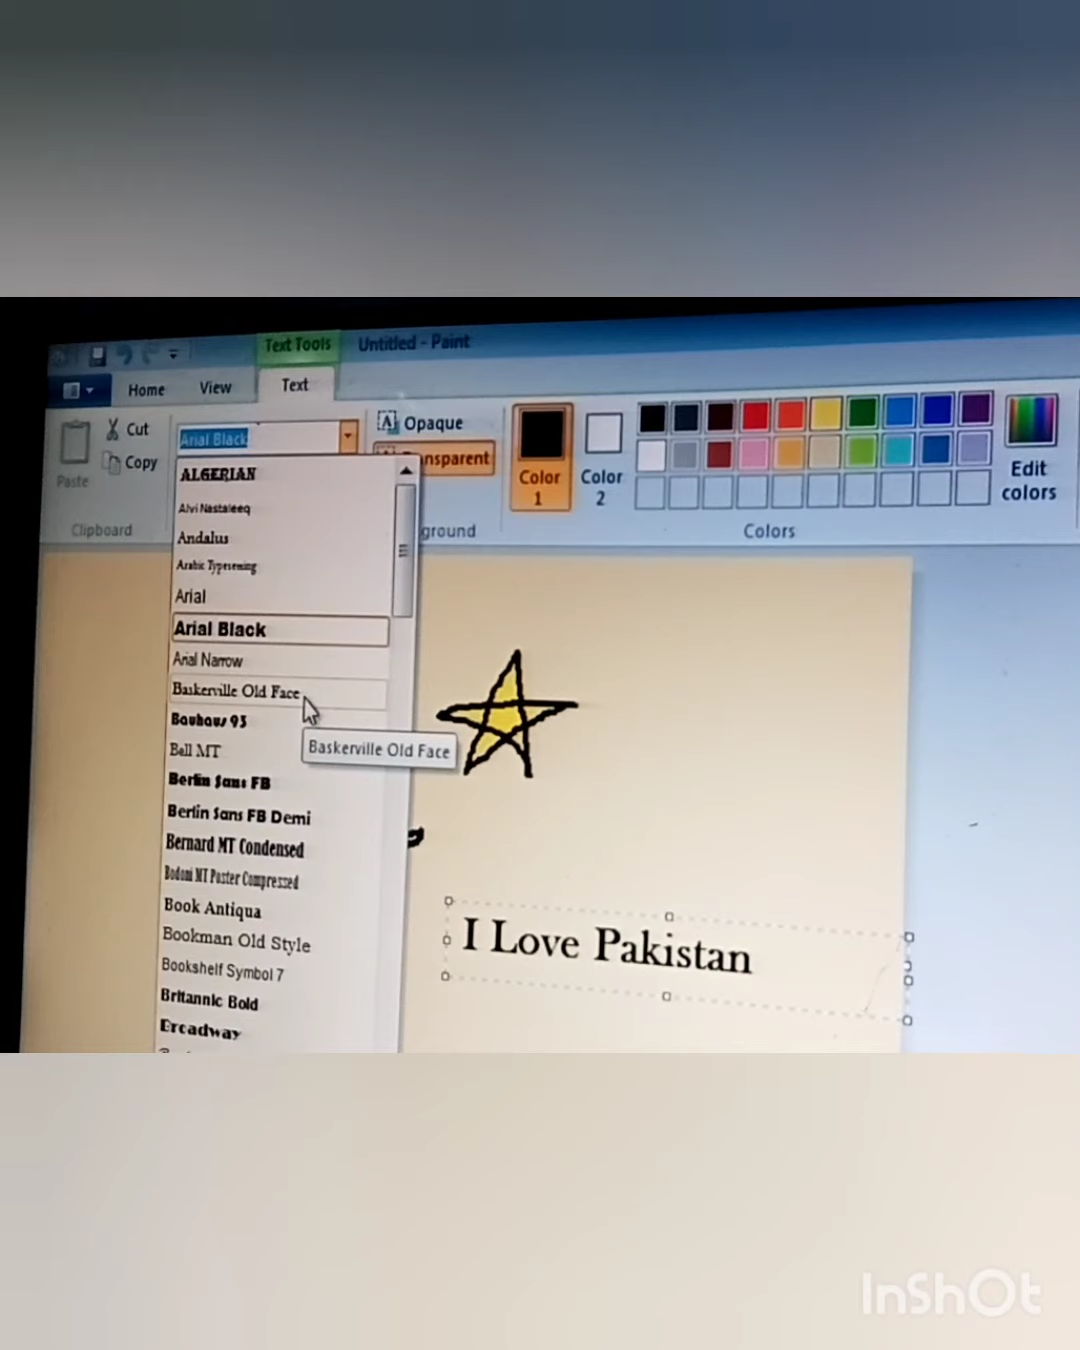 Text Tools
Untitled - Paint
Home
View
Text
Paste
Cut
Copy
Clipboard
Arial Black
Opaque
ansparent
ground
Color
1
Color
2
Colors
Edit
colors
ALGERIAN
Alvi Nastaleeq
Andalus
Arabic Typesetting
Arial
Arial Black
Arial Narrow
Baskerville Old Face
Bauhaus 93
Bell MT
Berlin Sans FB
Berlin Sans FB Demi
Bernard MT Condensed
Bodoni MT Poster Compressed
Book Antiqua
Bookman Old Style
Bookshelf Symbol 7
Britannic Bold
Broadway
Baskerville Old Face
I Love Pakistan
InShOt